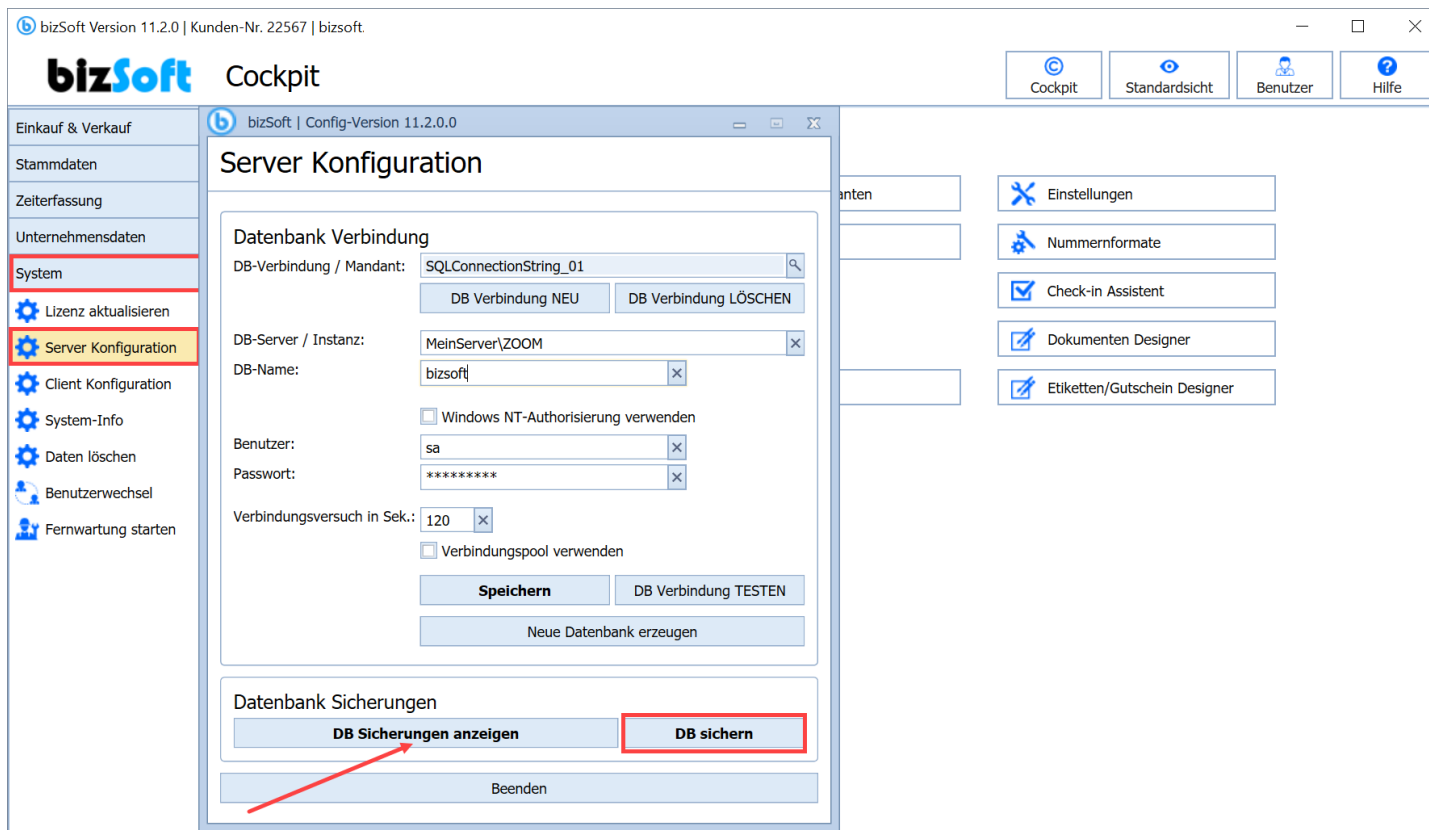 bizSoft Version 11.2.0 | Kunden-Nr. 22567 | bizsoft.
bizSoft
Cockpit
Cockpit
Standardsicht
Benutzer
Hilfe
Einkauf & Verkauf
Stammdaten
Zeiterfassung
Unternehmensdaten
System
Lizenz aktualisieren
Server Konfiguration
Client Konfiguration
System-Info
Daten löschen
Benutzerwechsel
Fernwartung starten
bizSoft | Config-Version 11.2.0.0
Server Konfiguration
Datenbank Verbindung
DB-Verbindung / Mandant: SQLConnectionString_01
DB Verbindung NEU
DB Verbindung LÖSCHEN
DB-Server / Instanz: MeinServer\ZOOM
DB-Name: bizsoft
Windows NT-Authorisierung verwenden
Benutzer: sa
Passwort: *********
Verbindungsversuch in Sek.: 120
Verbindungspool verwenden
Speichern
DB Verbindung TESTEN
Neue Datenbank erzeugen
Datenbank Sicherungen
DB Sicherungen anzeigen
DB sichern
Beenden
anten
Einstellungen
Nummernformate
Check-in Assistent
Dokumenten Designer
Etiketten/Gutschein Designer